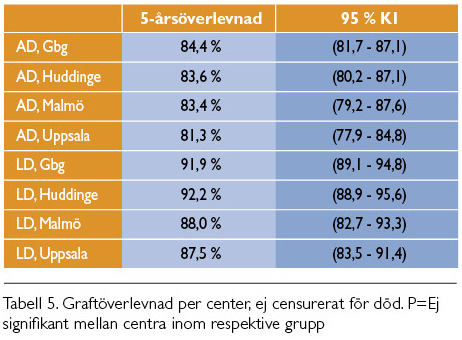 5-årsöverlevnad 95 % KI
AD, Gbg 84,4 % (81,7 - 87,1)
AD, Huddinge 83,6 % (80,2 - 87,1)
AD, Malmö 83,4 % (79,2 - 87,6)
AD, Uppsala 81,3 % (77,9 - 84,8)
LD, Gbg 91,9 % (89,1 - 94,8)
LD, Huddinge 92,2 % (88,9 - 95,6)
LD, Malmö 88,0 % (82,7 - 93,3)
LD, Uppsala 87,5 % (83,5 - 91,4)
Tabell 5. Graftöverlevnad per center, ej censurerat för död. P=Ej
signifikant mellan centra inom respektive grupp